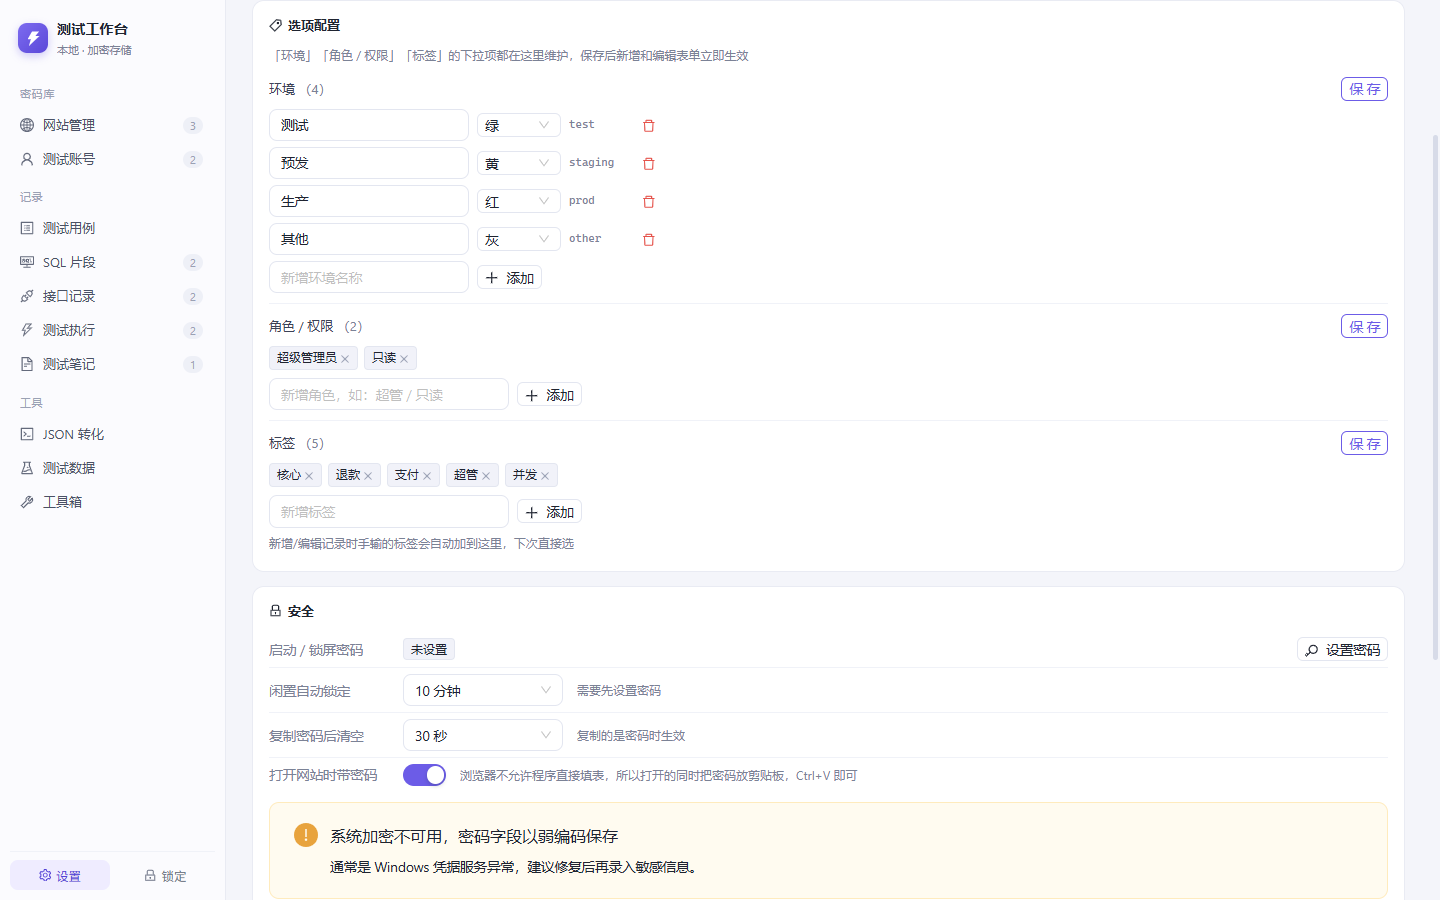 测试工作台
本地 · 加密存储
密码库
网站管理 3
测试账号 2
记录
测试用例
SQL 片段 2
接口记录 2
测试执行 2
测试笔记 1
工具
JSON 转化
测试数据
工具箱
设置 锁定
选项配置
「环境」「角色 / 权限」「标签」的下拉项都在这里维护，保存后新增和编辑表单立即生效
环境 （4） 保 存
测试 绿 test
预发 黄 staging
生产 红 prod
其他 灰 other
新增环境名称 添加
角色 / 权限 （2） 保 存
超级管理员 只读
新增角色，如：超管 / 只读 添加
标签 （5） 保 存
核心 退款 支付 超管 并发
新增标签 添加
新增/编辑记录时手输的标签会自动加到这里，下次直接选
安全
启动 / 锁屏密码 未设置 设置密码
闲置自动锁定 10 分钟 需要先设置密码
复制密码后清空 30 秒 复制的是密码时生效
打开网站时带密码 浏览器不允许程序直接填表，所以打开的同时把密码放剪贴板，Ctrl+V 即可
系统加密不可用，密码字段以弱编码保存
通常是 Windows 凭据服务异常，建议修复后再录入敏感信息。